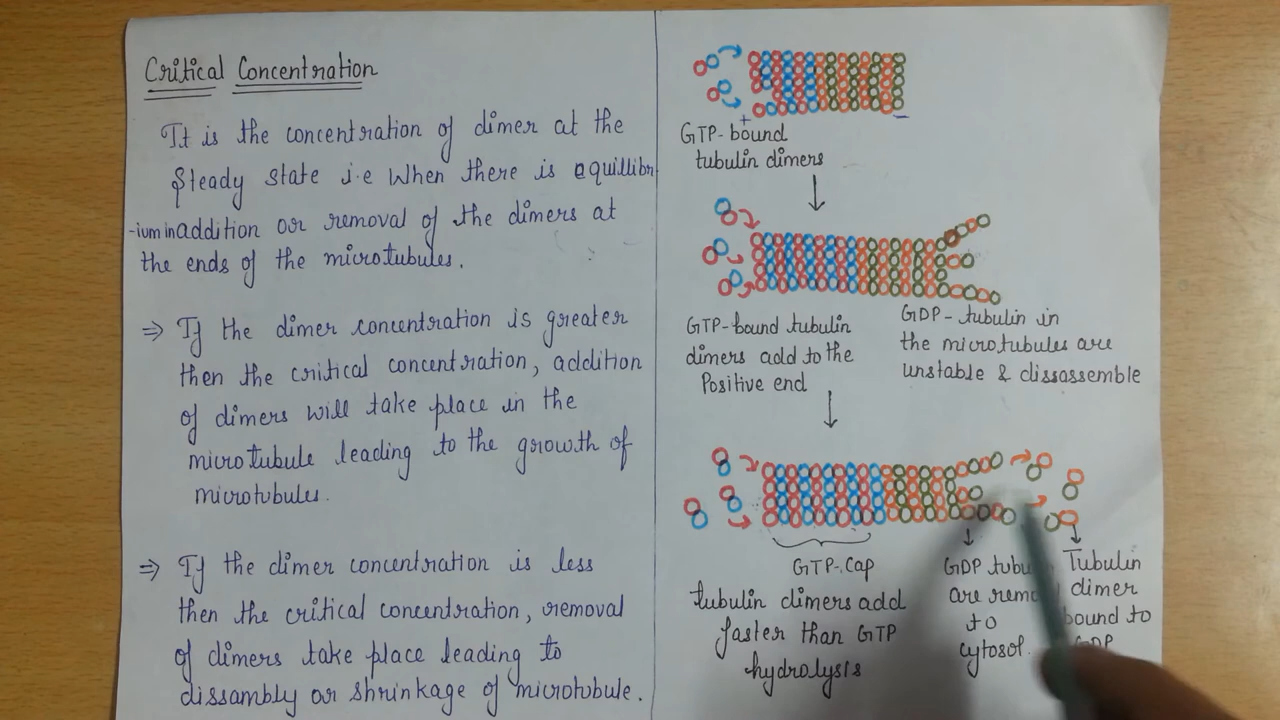 Critical Concentration
It is the concentration of dimer at the
steady state i.e When there is equillibr
-ium in addition or removal of the dimers at
the ends of the microtubules.
⇒ If the dimer concentration is greater
then the critical concentration, addition
of dimers will take place in the
microtubule leading to the growth of
microtubules.
⇒ If the dimer concentration is less
then the critical concentration, removal
of dimers take place leading to
dissambly or shrinkage of microtubule.
+
−
GTP-bound
tubulin dimers
GTP-bound tubulin
dimers add to the
Positive end
GDP-tubulin in
the microtubules are
unstable & dissassemble
GTP-Cap
tubulin dimers add
faster than GTP
hydrolysis
GDP tubu
are remo
to
cytosol.
Tubulin
dimer
bound to
GDP